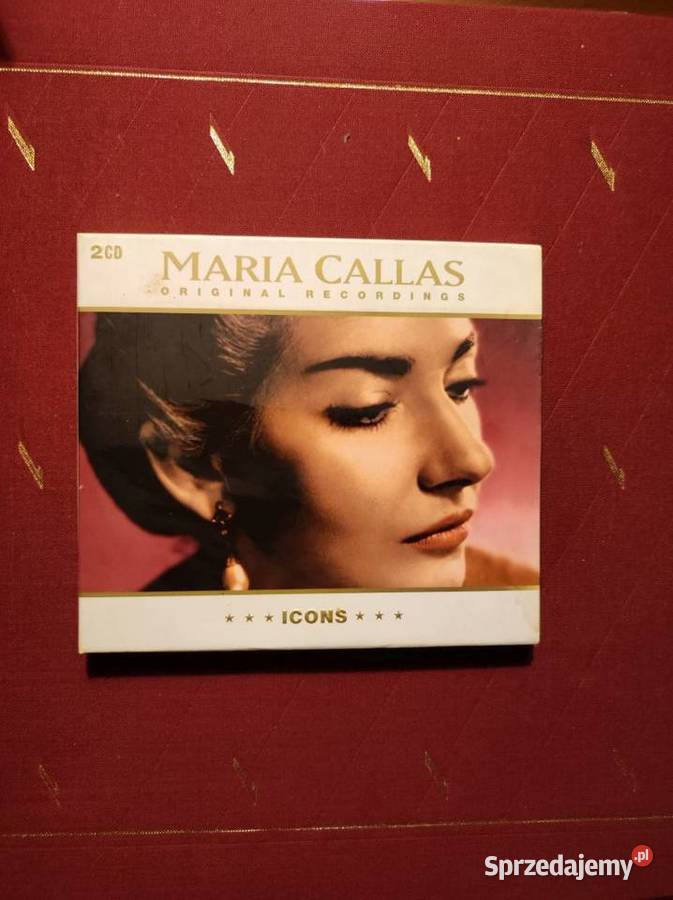 2CD
MARIA CALLAS
ORIGINAL RECORDINGS
★ ★ ★ ICONS ★ ★ ★
Sprzedajemy.pl